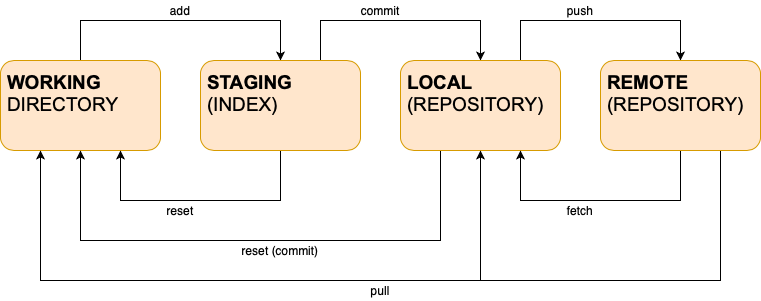 add
commit
push
WORKING
DIRECTORY
STAGING
(INDEX)
LOCAL
(REPOSITORY)
REMOTE
(REPOSITORY)
reset
fetch
reset (commit)
pull